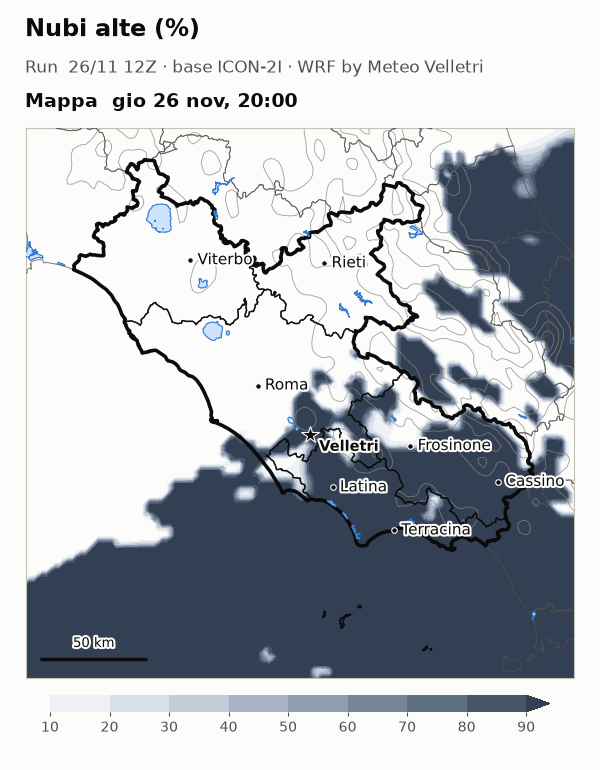 Nubi alte (%)
Run  26/11 12Z · base ICON-2I · WRF by Meteo Velletri
Mappa  gio 26 nov, 20:00
Viterbo
Rieti
Roma
Velletri
Frosinone
Latina
Cassino
Terracina
50 km
10 20 30 40 50 60 70 80 90